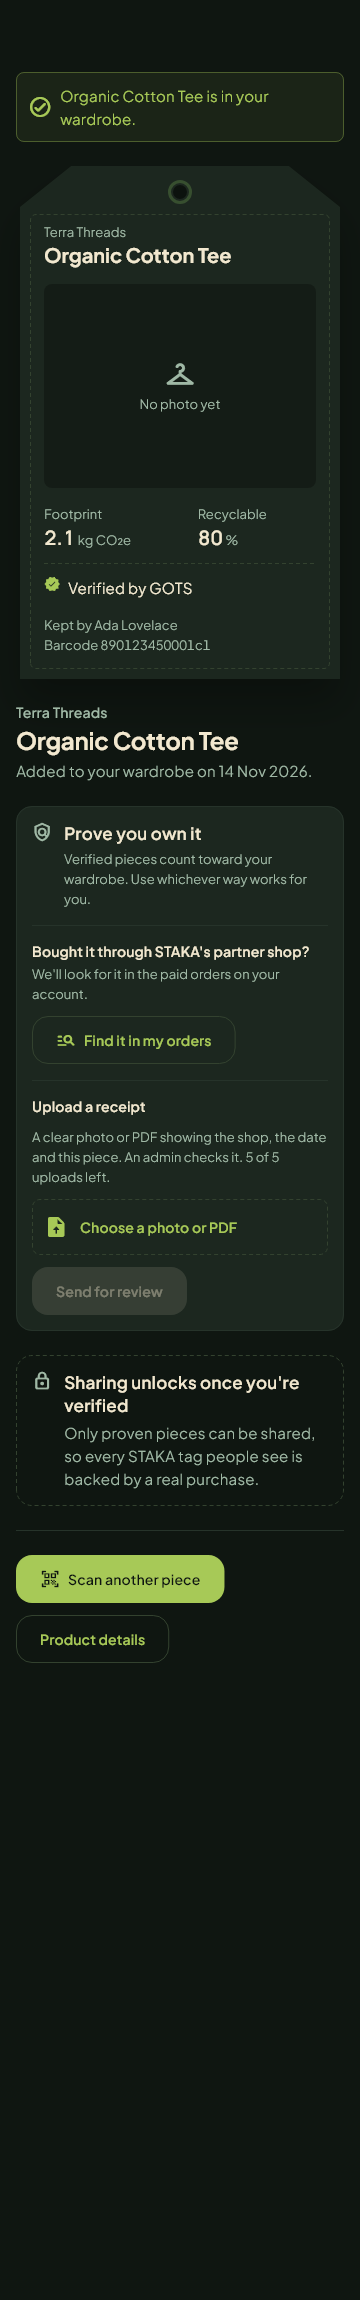 Organic Cotton Tee is in your
wardrobe.
Terra Threads
Organic Cotton Tee
No photo yet
Footprint
2.1 kg CO₂e
Recyclable
80 %
Verified by GOTS
Kept by Ada Lovelace
Barcode 890123450001c1
Terra Threads
Organic Cotton Tee
Added to your wardrobe on 14 Nov 2026.
Prove you own it
Verified pieces count toward your
wardrobe. Use whichever way works for
you.
Bought it through STAKA's partner shop?
We'll look for it in the paid orders on your
account.
Find it in my orders
Upload a receipt
A clear photo or PDF showing the shop, the date
and this piece. An admin checks it. 5 of 5
uploads left.
Choose a photo or PDF
Send for review
Sharing unlocks once you're
verified
Only proven pieces can be shared,
so every STAKA tag people see is
backed by a real purchase.
Scan another piece
Product details